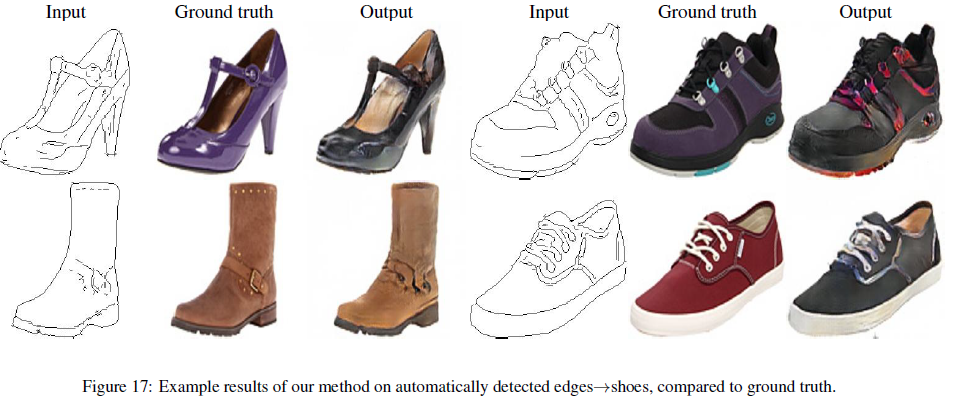 Input Ground truth Output Input Ground truth Output
Figure 17: Example results of our method on automatically detected edges→shoes, compared to ground truth.